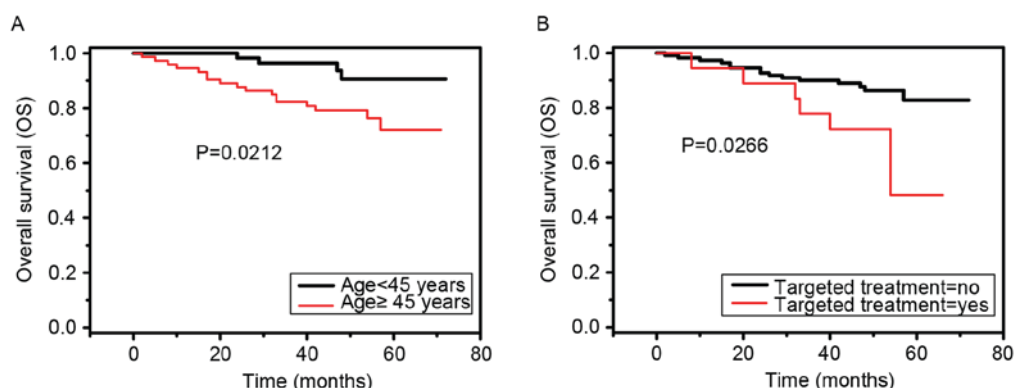 A
1.0
0.8
0.6
0.4
0.2
0.0
Overall survival (OS)
P=0.0212
Age<45 years
Age≥ 45 years
0
20
40
60
80
Time (months)
B
1.0
0.8
0.6
0.4
0.2
0.0
Overall survival (OS)
P=0.0266
Targeted treatment=no
Targeted treatment=yes
0
20
40
60
80
Time (months)